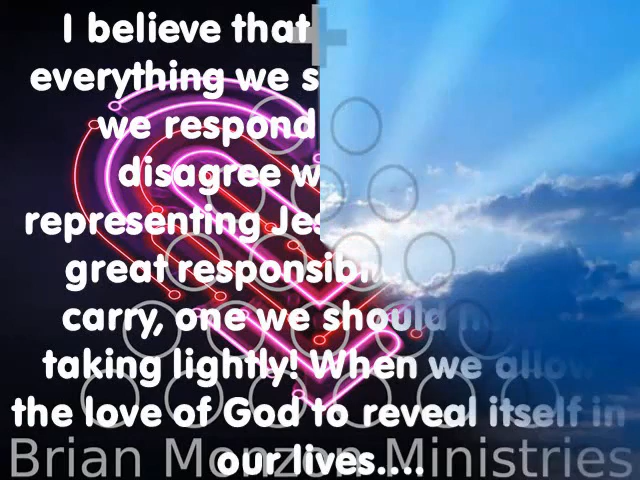 I believe that
everything we s
we respond
disagree w
representing Jes
great responsib
carry, one we should
taking lightly! When we allow
the love of God to reveal itself in
our lives....
Brian Monzon Ministries